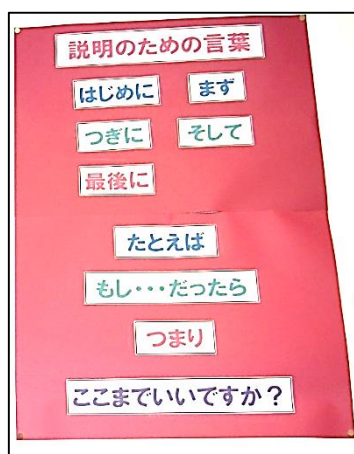 説明のための言葉
はじめに　まず
つぎに　そして
最後に
たとえば
もし・・・だったら
つまり
ここまでいいですか？